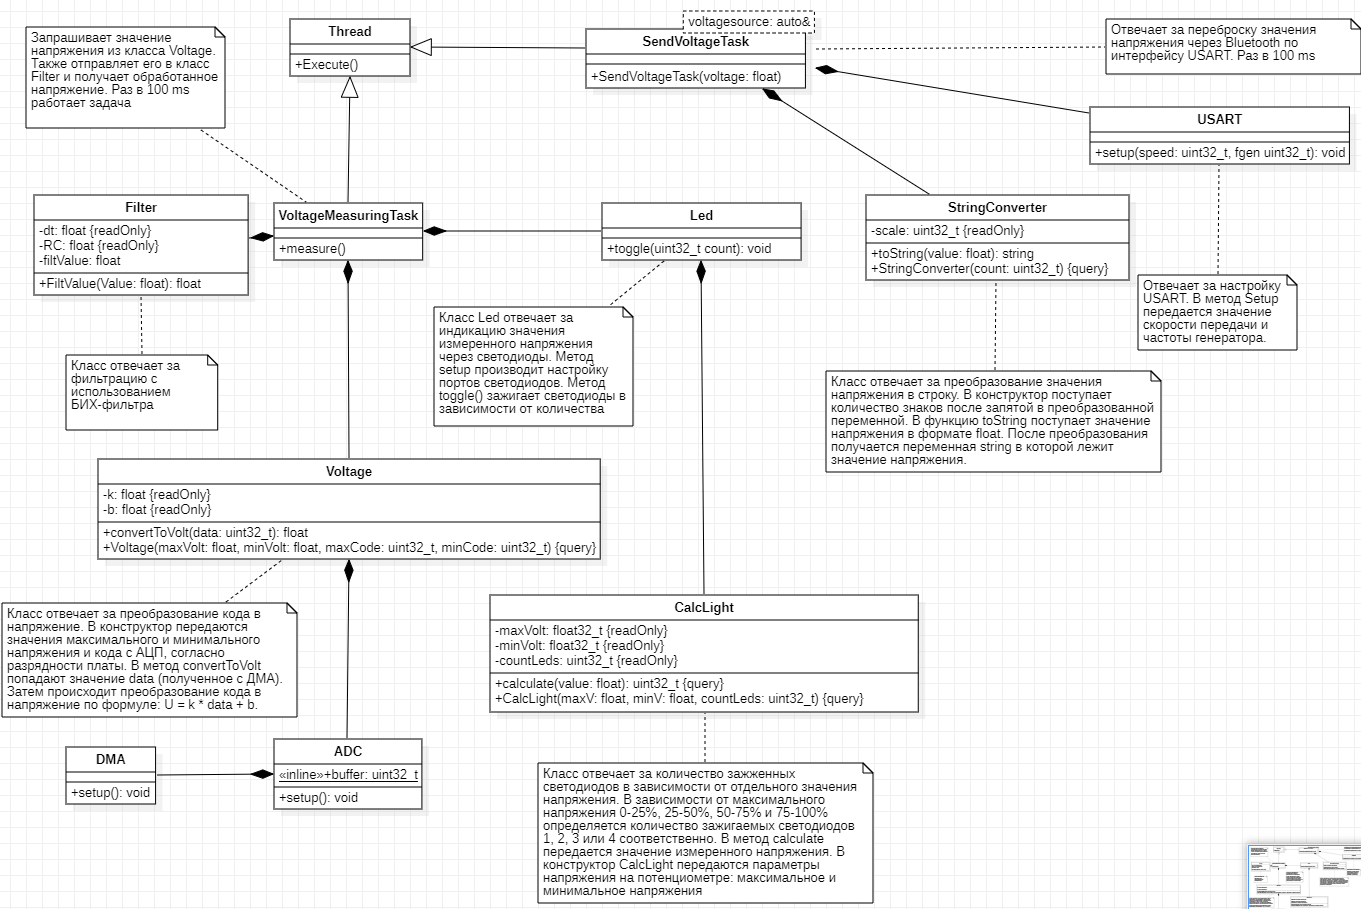 Запрашивает значение
напряжения из класса Voltage.
Также отправляет его в класс
Filter и получает обработанное
напряжение. Раз в 100 ms
работает задача
Thread
+Execute()
voltagesource: auto&
SendVoltageTask
+SendVoltageTask(voltage: float)
Отвечает за переброску значения
напряжения через Bluetooth по
интерфейсу USART. Раз в 100 ms
USART
+setup(speed: uint32_t, fgen uint32_t): void
Filter
-dt: float {readOnly}
-RC: float {readOnly}
-filtValue: float
+FiltValue(Value: float): float
VoltageMeasuringTask
+measure()
Led
+toggle(uint32_t count): void
StringConverter
-scale: uint32_t {readOnly}
+toString(value: float): string
+StringConverter(count: uint32_t) {query}
Отвечает за настройку
USART. В метод Setup
передается значение
скорости передачи и
частоты генератора.
Класс отвечает за
фильтрацию с
использованием
БИХ-фильтра
Класс Led отвечает за
индикацию значения
измеренного напряжения
через светодиоды. Метод
setup производит настройку
портов светодиодов. Метод
toggle() зажигает светодиоды в
зависимости от количества
Класс отвечает за преобразование значения
напряжения в строку. В конструктор поступает
количество знаков после запятой в преобразованной
переменной. В функцию toString поступает значение
напряжения в формате float. После преобразования
получается переменная string в которой лежит
значение напряжения.
Voltage
-k: float {readOnly}
-b: float {readOnly}
+convertToVolt(data: uint32_t): float
+Voltage(maxVolt: float, minVolt: float, maxCode: uint32_t, minCode: uint32_t) {query}
Класс отвечает за преобразование кода в
напряжение. В конструктор передаются
значения максимального и минимального
напряжения и кода с АЦП, согласно
разрядности платы. В метод convertToVolt
попадают значение data (полученное с ДМА).
Затем происходит преобразование кода в
напряжение по формуле: U = k * data + b.
CalcLight
-maxVolt: float32_t {readOnly}
-minVolt: float32_t {readOnly}
-countLeds: uint32_t {readOnly}
+calculate(value: float): uint32_t {query}
+CalcLight(maxV: float, minV: float, countLeds: uint32_t) {query}
DMA
+setup(): void
ADC
«inline»+buffer: uint32_t
+setup(): void
Класс отвечает за количество зажженных
светодиодов в зависимости от отдельного значения
напряжения. В зависимости от максимального
напряжения 0-25%, 25-50%, 50-75% и 75-100%
определяется количество зажигаемых светодиодов
1, 2, 3 или 4 соответственно. В метод calculate
передается значение измеренного напряжения. В
конструктор CalcLight передаются параметры
напряжения на потенциометре: максимальное и
минимальное напряжения